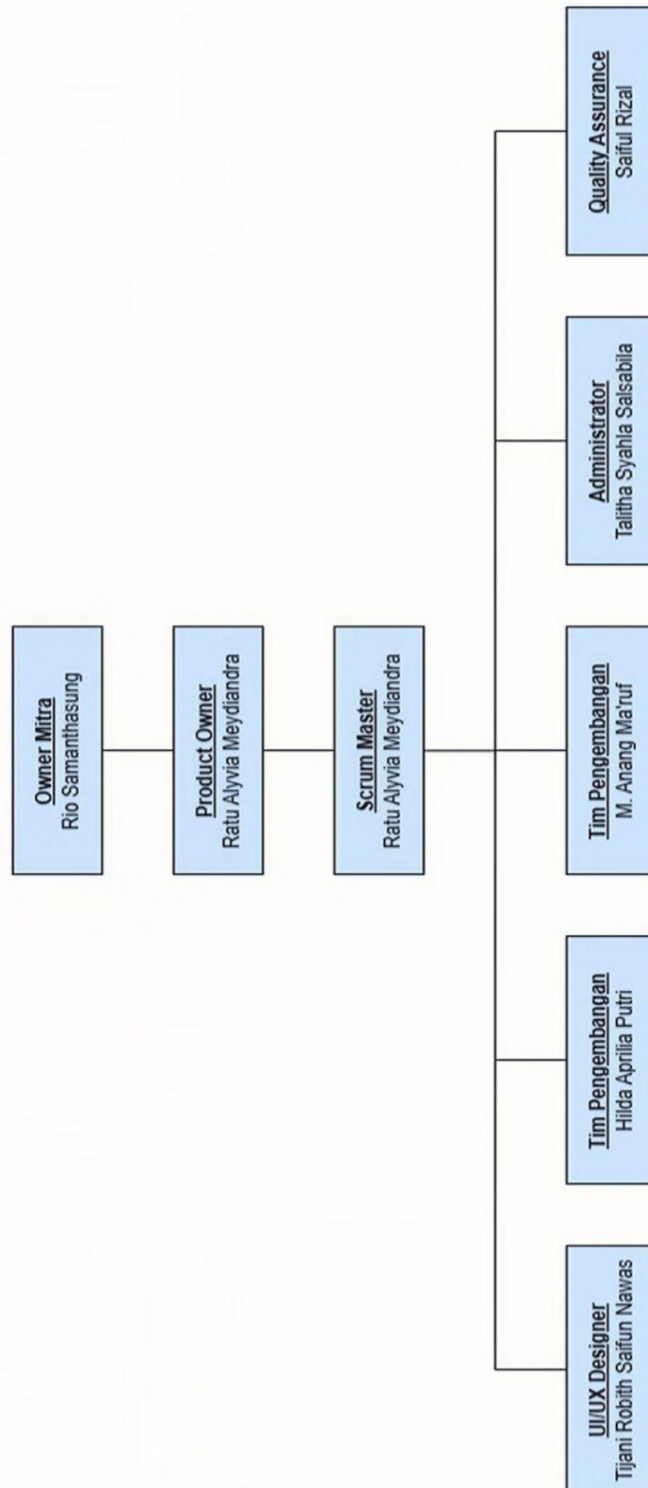 Owner Mitra
Rio Samanthasung
Product Owner
Ratu Alyvia Meydiandra
Scrum Master
Ratu Alyvia Meydiandra
UI/UX Designer
Tijani Robith Saifun Nawas
Tim Pengembangan
Hilda Aprilia Putri
Tim Pengembangan
M. Anang Ma'ruf
Administrator
Talitha Syahla Salsabila
Quality Assurance
Saiful Rizal